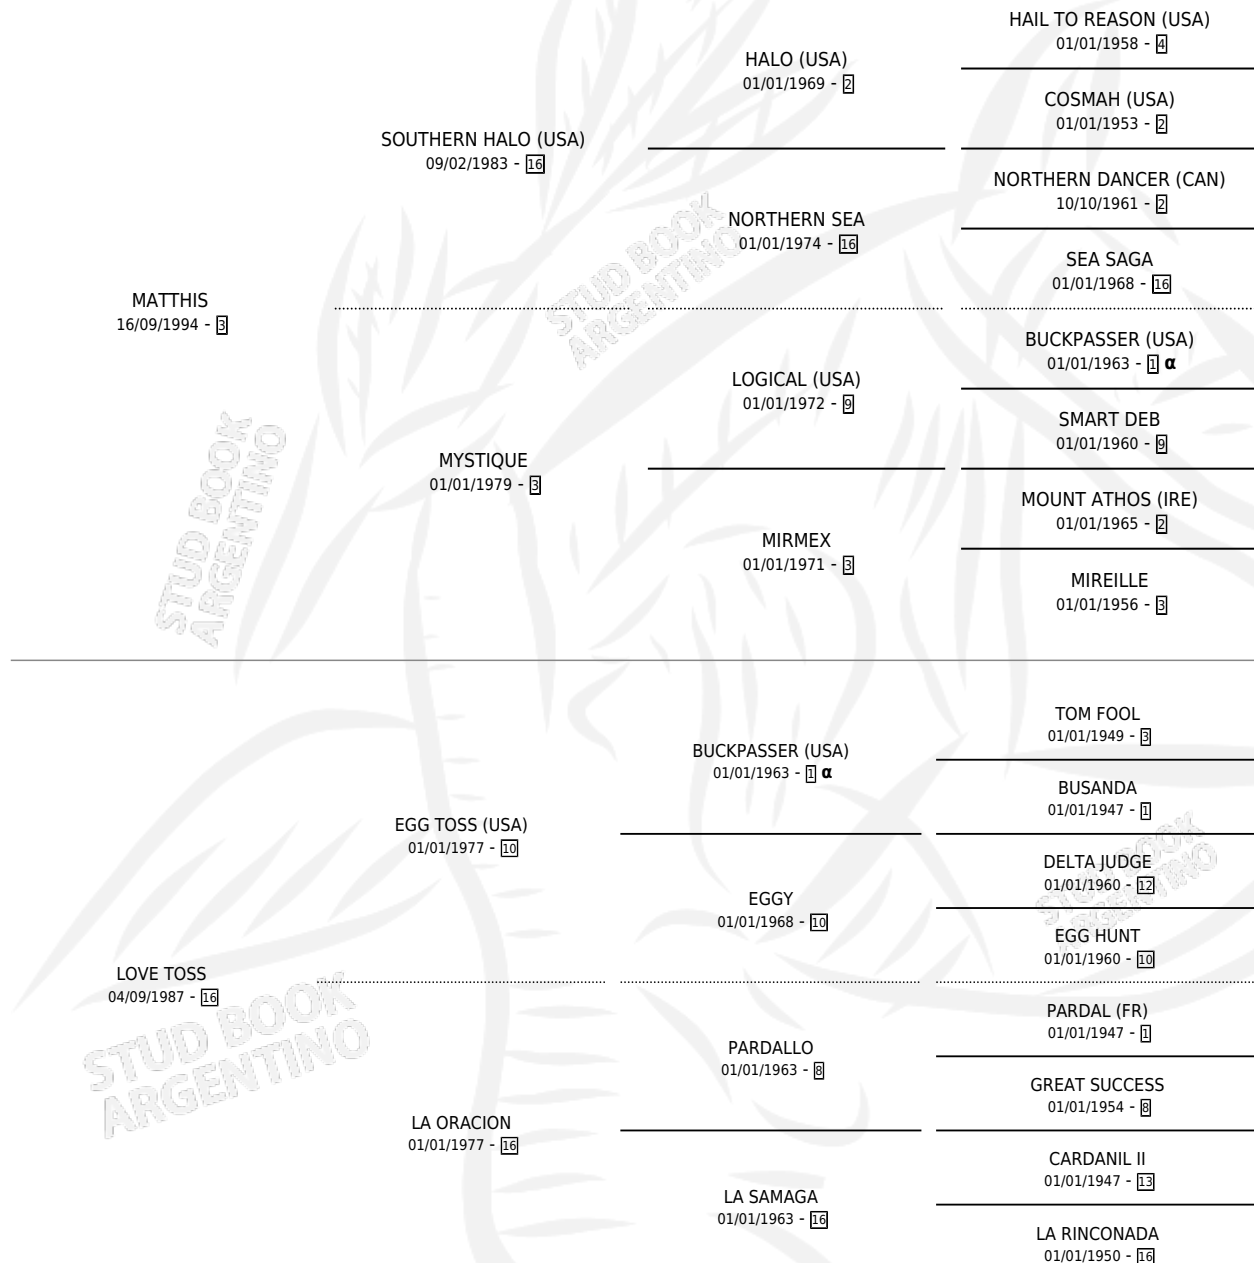 HAIL TO REASON (USA)
01/01/1958 - 4
HALO (USA)
01/01/1969 - 2
COSMAH (USA)
01/01/1953 - 2
SOUTHERN HALO (USA)
09/02/1983 - 16
NORTHERN DANCER (CAN)
10/10/1961 - 2
NORTHERN SEA
01/01/1974 - 16
SEA SAGA
01/01/1968 - 16
MATTHIS
16/09/1994 - 3
STUD BOOK
ARGENTINO
BUCKPASSER (USA)
01/01/1963 - 1 α
LOGICAL (USA)
01/01/1972 - 9
SMART DEB
01/01/1960 - 9
MYSTIQUE
01/01/1979 - 3
MOUNT ATHOS (IRE)
01/01/1965 - 2
MIRMEX
01/01/1971 - 3
MIREILLE
01/01/1956 - 3
STUD BOOK
ARGENTINO
TOM FOOL
01/01/1949 - 3
BUCKPASSER (USA)
01/01/1963 - 1 α
BUSANDA
01/01/1947 - 1
EGG TOSS (USA)
01/01/1977 - 10
DELTA JUDGE
01/01/1960 - 12
STUD BOOK
ARGENTINO
EGGY
01/01/1968 - 10
EGG HUNT
01/01/1960 - 10
LOVE TOSS
04/09/1987 - 16
STUD BOOK
ARGENTINO
PARDAL (FR)
01/01/1947 - 1
PARDALLO
01/01/1963 - 8
GREAT SUCCESS
01/01/1954 - 8
LA ORACION
01/01/1977 - 16
CARDANIL II
01/01/1947 - 13
LA SAMAGA
01/01/1963 - 16
LA RINCONADA
01/01/1950 - 16